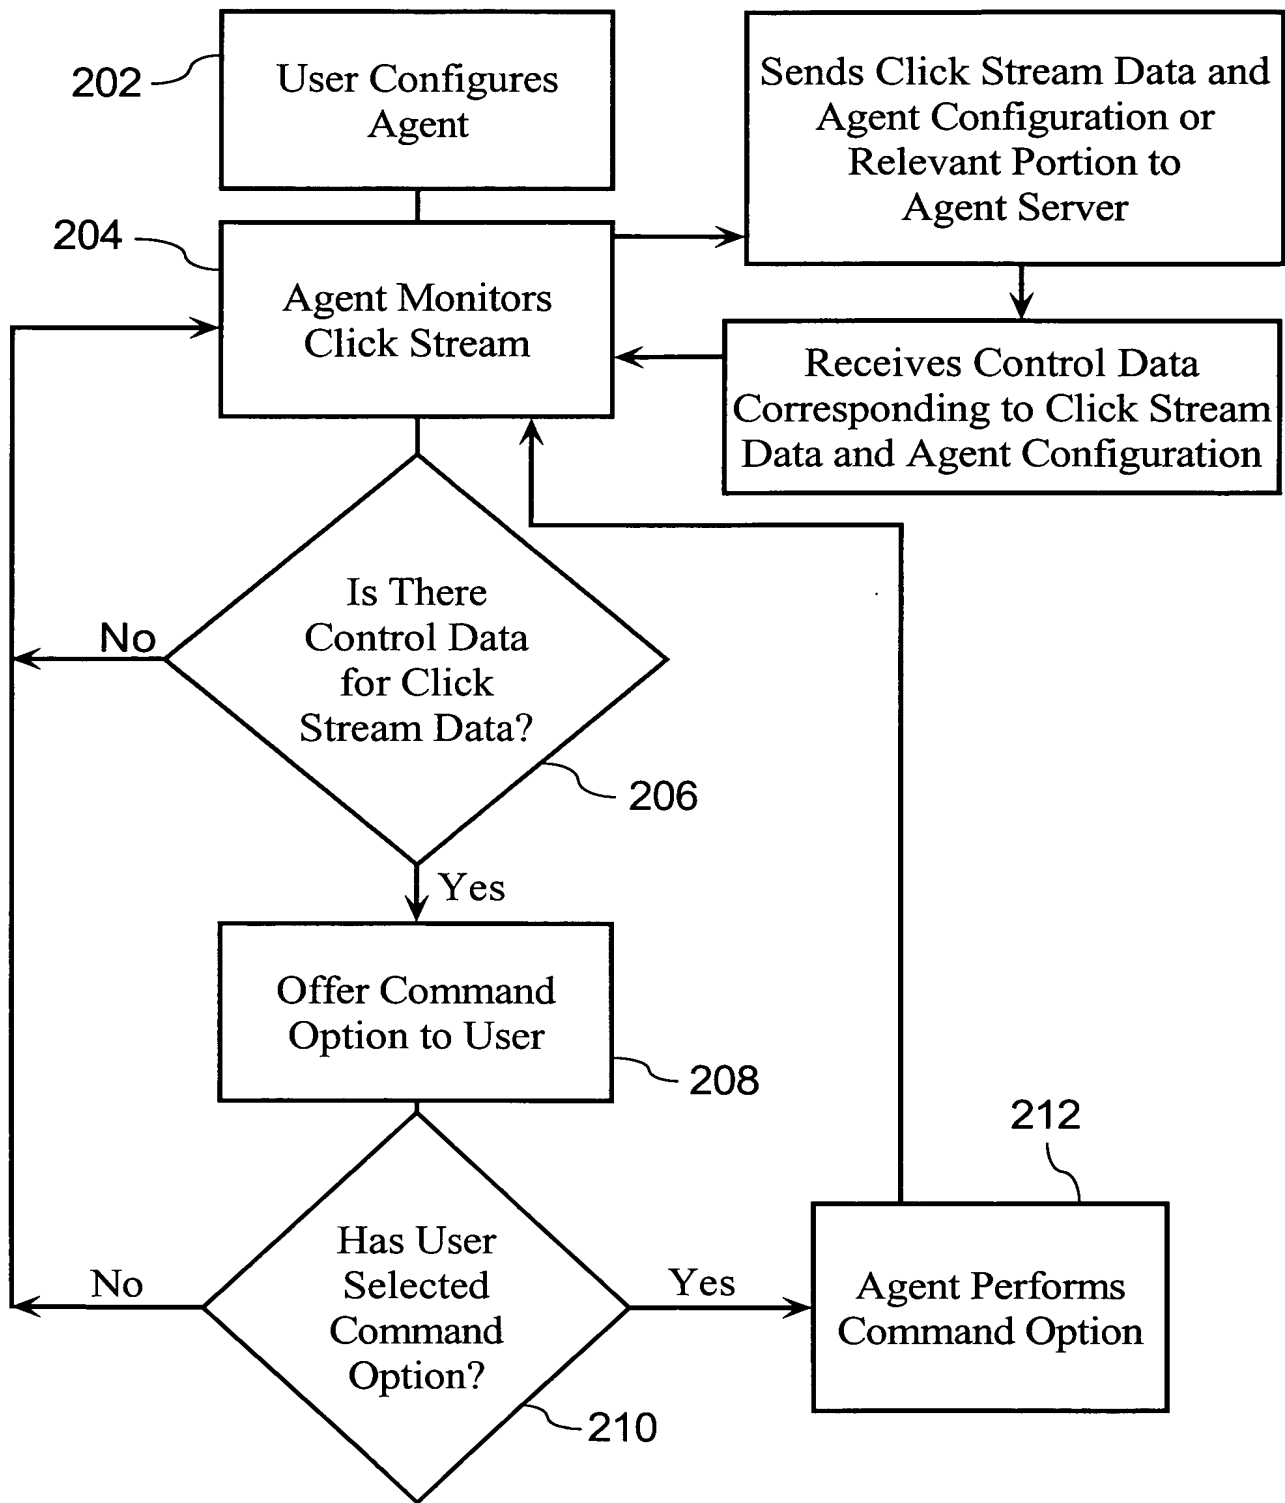 202
User Configures
Agent
Sends Click Stream Data and
Agent Configuration or
Relevant Portion to
Agent Server
204
Agent Monitors
Click Stream
Receives Control Data
Corresponding to Click Stream
Data and Agent Configuration
Is There
Control Data
for Click
Stream Data?
No
206
Yes
Offer Command
Option to User
208
Has User
Selected
Command
Option?
No
Yes
210
212
Agent Performs
Command Option